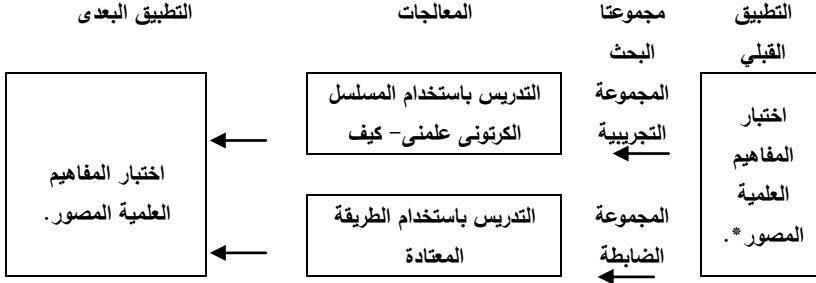 التطبيق القبلي
مجموعتا البحث
المعالجات
التطبيق البعدى
اختبار
المفاهيم
العلمية
المصور*.
المجموعة
التجريبية
التدريس باستخدام المسلسل
الكرتونى علمنى- كيف
المجموعة
الضابطة
التدريس باستخدام الطريقة
المعتادة
اختبار المفاهيم
العلمية المصور.